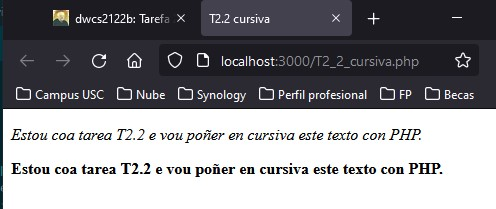 dwcs2122b: Tarefa
T2.2 cursiva
localhost:3000/T2_2_cursiva.php
Campus USC Nube Synology Perfil profesional FP Becas
Estou coa tarefa T2.2 e vou poñer en cursiva este texto con PHP.
Estou coa tarefa T2.2 e vou poñer en cursiva este texto con PHP.